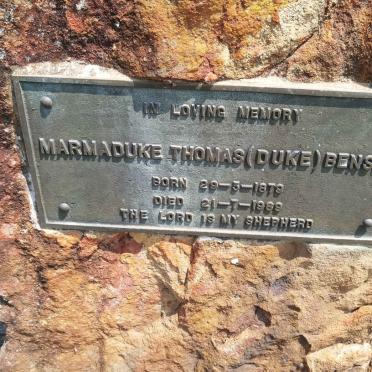 IN LOVING MEMORY
MARMADUKE THOMAS (DUKE) BENS
BORN 29-3-1879
DIED 21-7-1966
THE LORD IS MY SHEPHERD